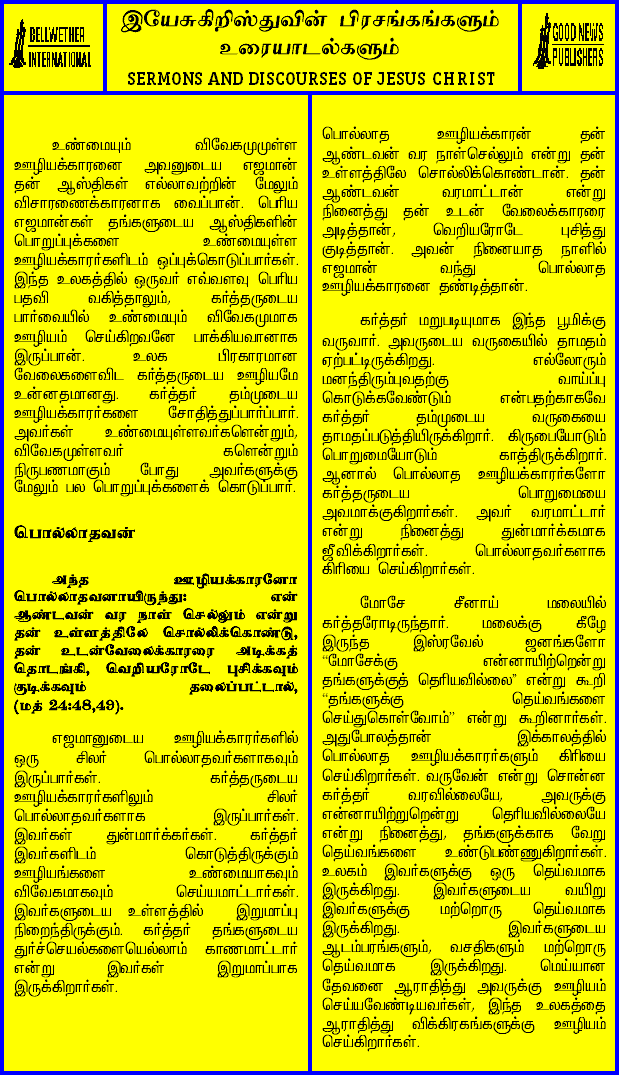 BELLWETHER
INTERNATIONAL
இயேசுகிறிஸ்துவின் பிரசங்கங்களும்
உரையாடல்களும்
SERMONS AND DISCOURSES OF JESUS CHRIST
GOOD NEWS
PUBLISHERS
உண்மையும் விவேகமுமுள்ள
ஊழியக்காரனை அவனுடைய எஜமான்
தன் ஆஸ்திகள் எல்லாவற்றின் மேலும்
விசாரணைக்காரனாக வைப்பான். பெரிய
எஜமான்கள் தங்களுடைய ஆஸ்திகளின்
பொறுப்புக்களை உண்மையுள்ள
ஊழியக்காரர்களிடம் ஒப்புக்கொடுப்பார்கள்.
இந்த உலகத்தில் ஒருவர் எவ்வளவு பெரிய
பதவி வகித்தாலும், கர்த்தருடைய
பார்வையில் உண்மையும் விவேகமுமாக
ஊழியம் செய்கிறவனே பாக்கியவானாக
இருப்பான். உலக பிரகாரமான
வேலைகளைவிட கர்த்தருடைய ஊழியமே
உன்னதமானது. கர்த்தர் தம்முடைய
ஊழியக்காரர்களை சோதித்துப்பார்ப்பார்.
அவர்கள் உண்மையுள்ளவர்களென்றும்,
விவேகமுள்ளவர் களென்றும்
நிருபணமாகும் போது அவர்களுக்கு
மேலும் பல பொறுப்புக்களைக் கொடுப்பார்.
பொல்லாதவன்
அந்த ஊழியக்காரனோ
பொல்லாதவனாயிருந்து: என்
ஆண்டவன் வர நாள் செல்லும் என்று
தன் உள்ளத்திலே சொல்லிக்கொண்டு,
தன் உடன்வேலைக்காரரை அடிக்கத்
தொடங்கி, வெறியரோடே புசிக்கவும்
குடிக்கவும் தலைப்பட்டால்,
(மத் 24:48,49).
எஜமானுடைய ஊழியக்காரர்களில்
ஒரு சிலர் பொல்லாதவர்களாகவும்
இருப்பார்கள். கர்த்தருடைய
ஊழியக்காரர்களிலும் சிலர்
பொல்லாதவர்களாக இருப்பார்கள்.
இவர்கள் துன்மார்க்கர்கள். கர்த்தர்
இவர்களிடம் கொடுத்திருக்கும்
ஊழியங்களை உண்மையாகவும்
விவேகமாகவும் செய்யமாட்டார்கள்.
இவர்களுடைய உள்ளத்தில் இறுமாப்பு
நிறைந்திருக்கும். கர்த்தர் தங்களுடைய
துர்ச்செயல்களையெல்லாம் காணமாட்டார்
என்று இவர்கள் இறுமாப்பாக
இருக்கிறார்கள்.
பொல்லாத ஊழியக்காரன் தன்
ஆண்டவன் வர நாள்செல்லும் என்று தன்
உள்ளத்திலே சொல்லிக்கொண்டான். தன்
ஆண்டவன் வரமாட்டான் என்று
நினைத்து தன் உடன் வேலைக்காரரை
அடித்தான், வெறியரோடே புசித்து
குடித்தான். அவன் நினையாத நாளில்
எஜமான் வந்து பொல்லாத
ஊழியக்காரனை தண்டித்தான்.
கர்த்தர் மறுபடியுமாக இந்த பூமிக்கு
வருவார். அவருடைய வருகையில் தாமதம்
ஏற்பட்டிருக்கிறது. எல்லோரும்
மனந்திரும்புவதற்கு வாய்ப்பு
கொடுக்கவேண்டும் என்பதற்காகவே
கர்த்தர் தம்முடைய வருகையை
தாமதப்படுத்தியிருக்கிறார். கிருபையோடும்
பொறுமையோடும் காத்திருக்கிறார்.
ஆனால் பொல்லாத ஊழியக்காரர்களோ
கர்த்தருடைய பொறுமையை
அவமாக்குகிறார்கள். அவர் வரமாட்டார்
என்று நினைத்து துன்மார்க்கமாக
ஜீவிக்கிறார்கள். பொல்லாதவர்களாக
கிரியை செய்கிறார்கள்.
மோசே சீனாய் மலையில்
கர்த்தரோடிருந்தார். மலைக்கு கீழே
இருந்த இஸ்ரவேல் ஜனங்களோ
“மோசேக்கு என்னாயிற்றென்று
தங்களுக்குத் தெரியவில்லை” என்று கூறி
“தங்களுக்கு தெய்வங்களை
செய்துகொள்வோம்” என்று கூறினார்கள்.
அதுபோலத்தான் இக்காலத்தில்
பொல்லாத ஊழியக்காரர்களும் கிரியை
செய்கிறார்கள். வருவேன் என்று சொன்ன
கர்த்தர் வரவில்லையே, அவருக்கு
என்னாயிற்றுறென்று தெரியவில்லையே
என்று நினைத்து, தங்களுக்காக வேறு
தெய்வங்களை உண்டுபண்ணுகிறார்கள்.
உலகம் இவர்களுக்கு ஒரு தெய்வமாக
இருக்கிறது. இவர்களுடைய வயிறு
இவர்களுக்கு மற்றொரு தெய்வமாக
இருக்கிறது. இவர்களுடைய
ஆடம்பரங்களும், வசதிகளும் மற்றொரு
தெய்வமாக இருக்கிறது. மெய்யான
தேவனை ஆராதித்து அவருக்கு ஊழியம்
செய்யவேண்டியவர்கள், இந்த உலகத்தை
ஆராதித்து விக்கிரகங்களுக்கு ஊழியம்
செய்கிறார்கள்.